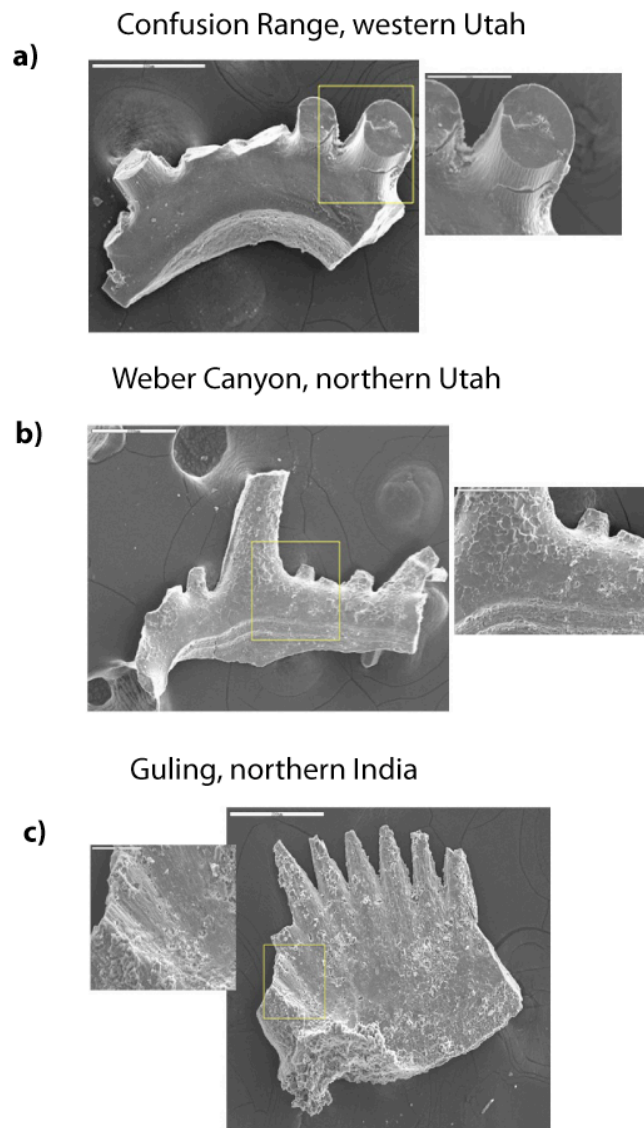 Confusion Range, western Utah
a)
Weber Canyon, northern Utah
b)
Guling, northern India
c)